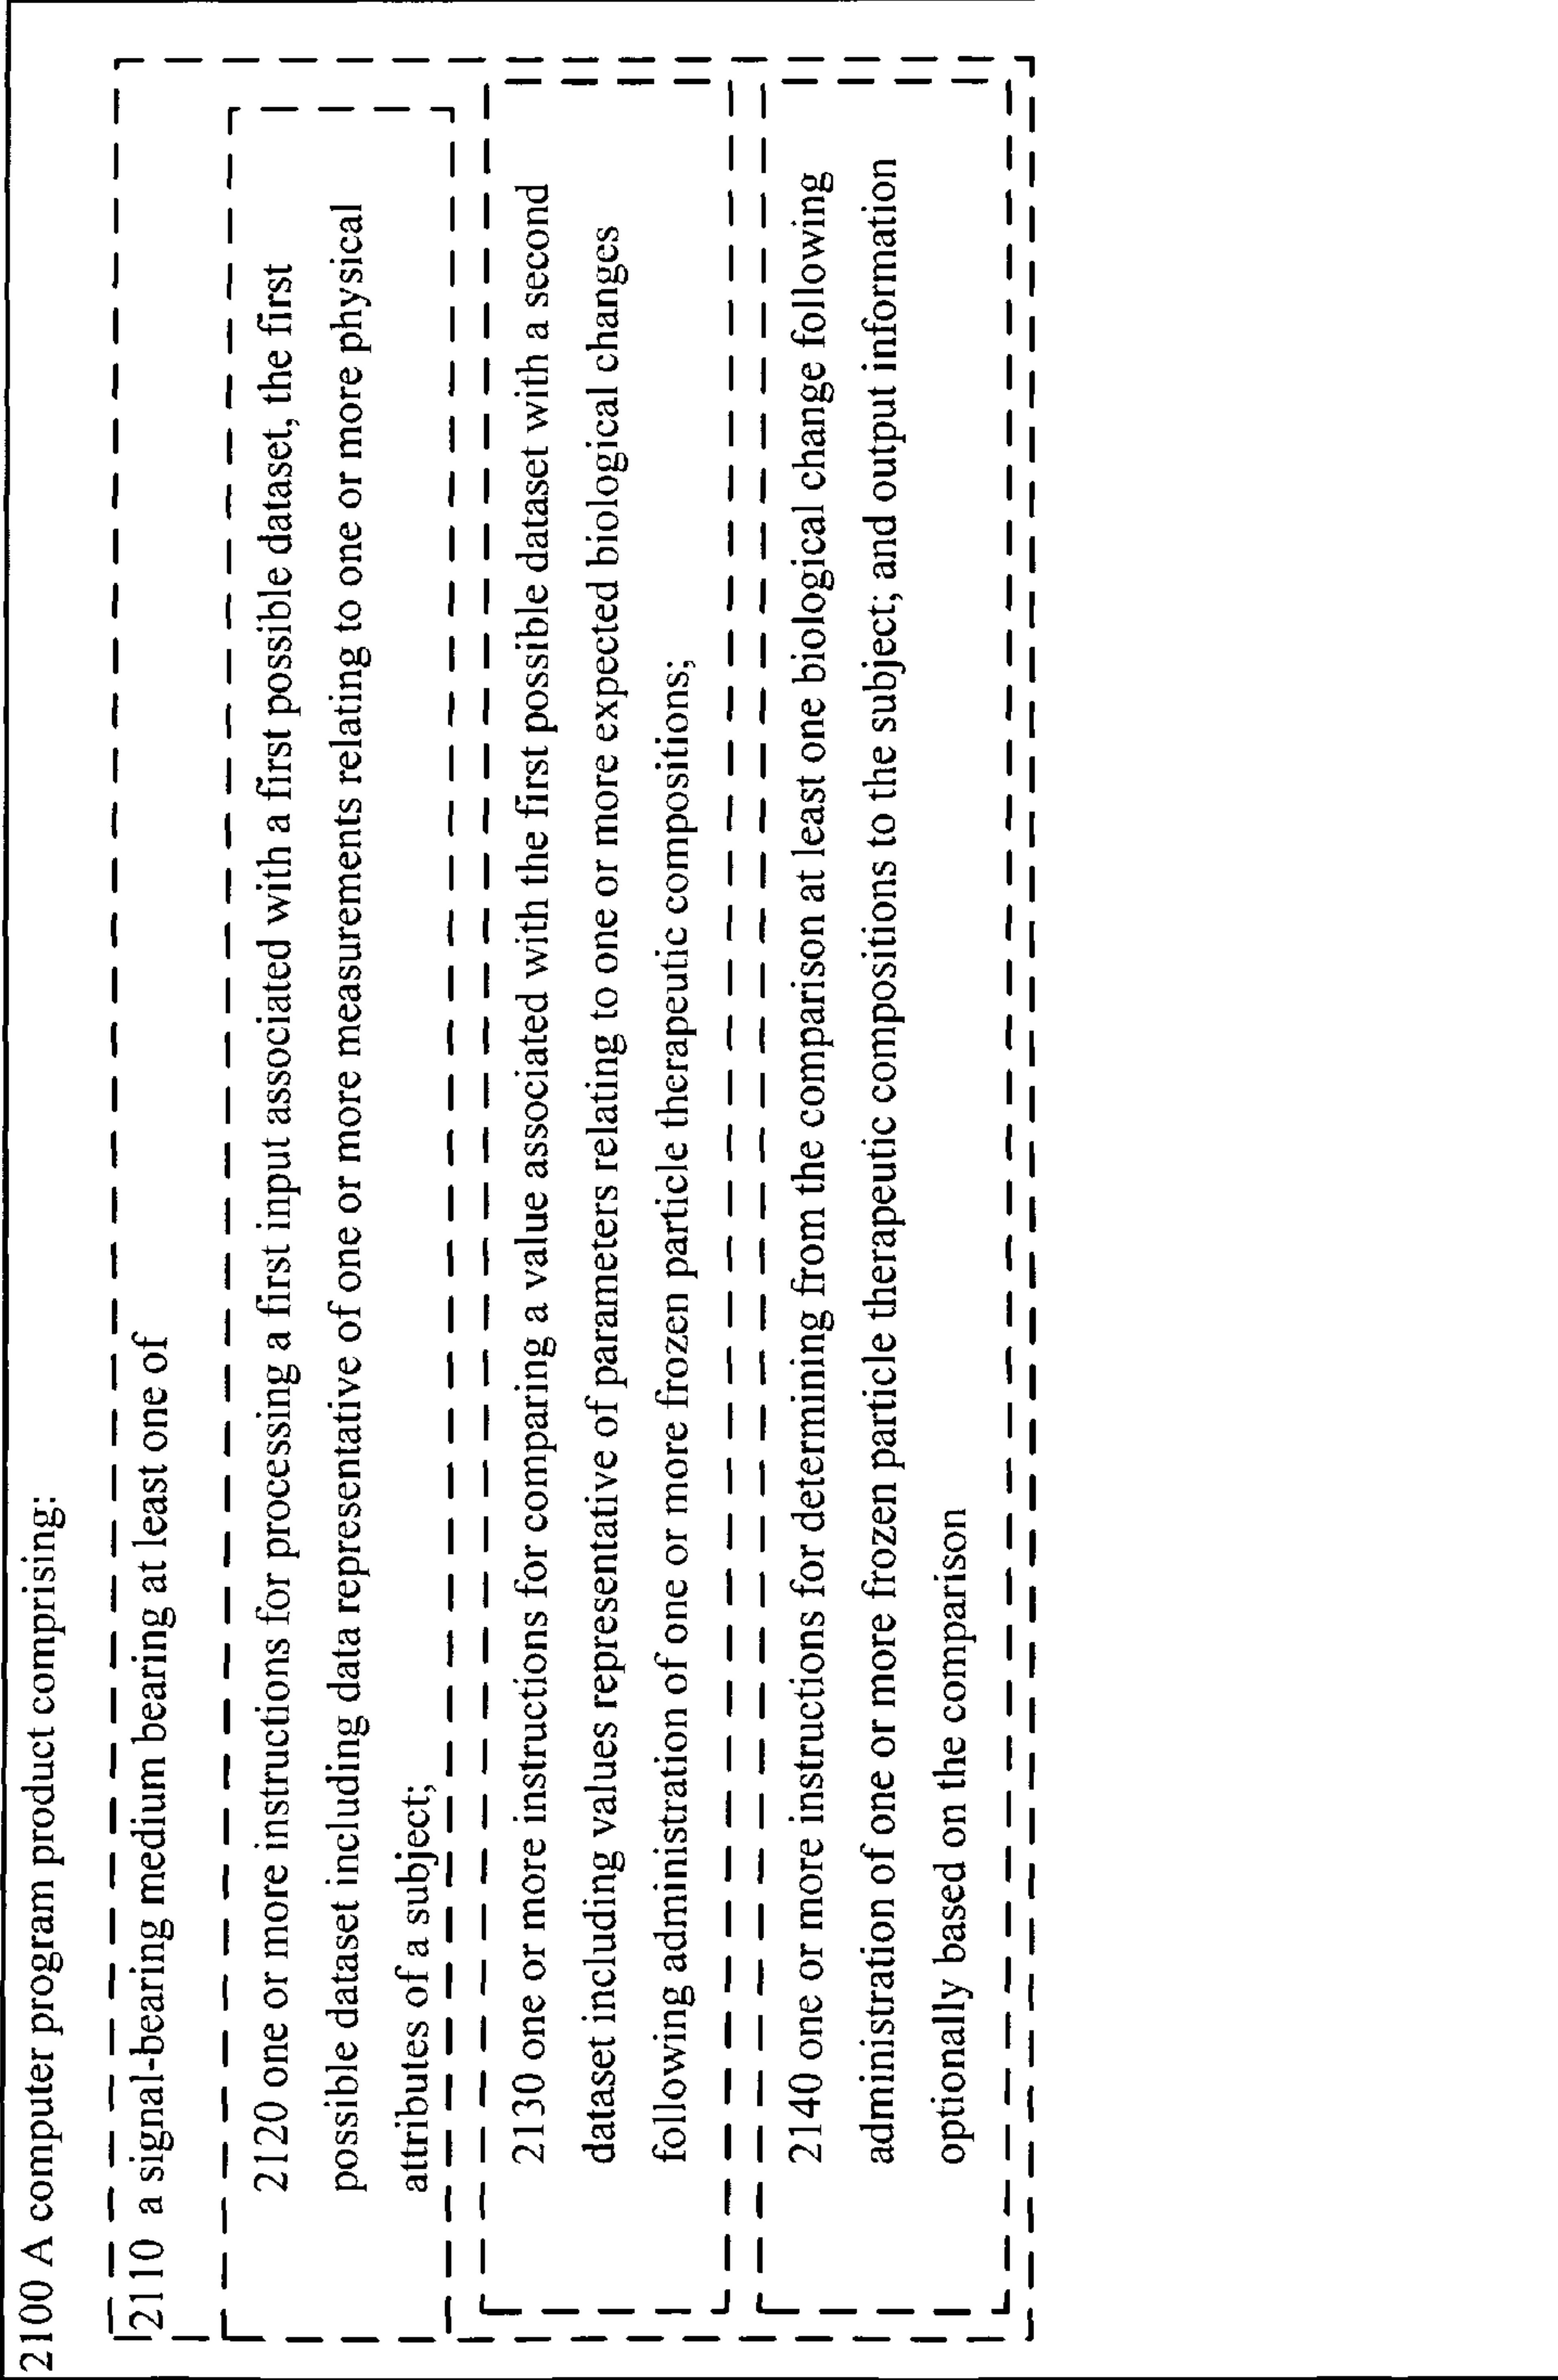 2100 A computer program product comprising:
2110 a signal-bearing medium bearing at least one of
2120 one or more instructions for processing a first input associated with a first possible dataset, the first
possible dataset including data representative of one or more measurements relating to one or more physical
attributes of a subject;
2130 one or more instructions for comparing a value associated with the first possible dataset with a second
dataset including values representative of parameters relating to one or more expected biological changes
following administration of one or more frozen particle therapeutic compositions;
2140 one or more instructions for determining from the comparison at least one biological change following
administration of one or more frozen particle therapeutic compositions to the subject; and output information
optionally based on the comparison